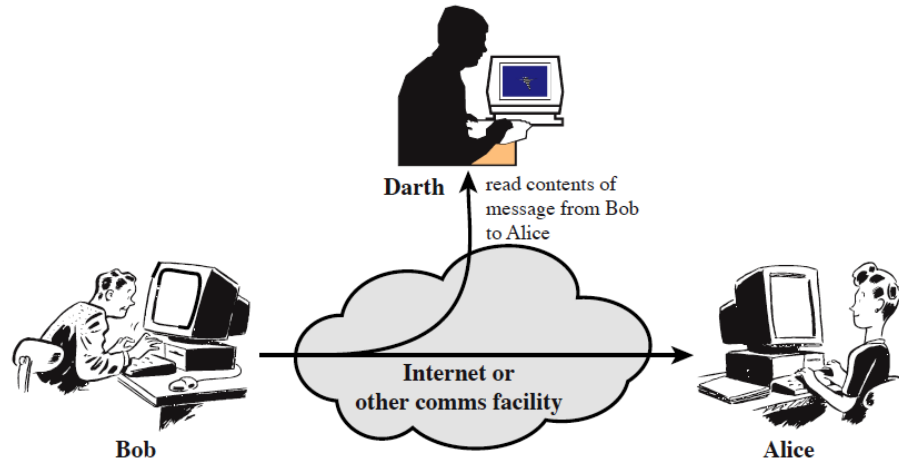 Darth
read contents of
message from Bob
to Alice
Internet or
other comms facility
Bob
Alice